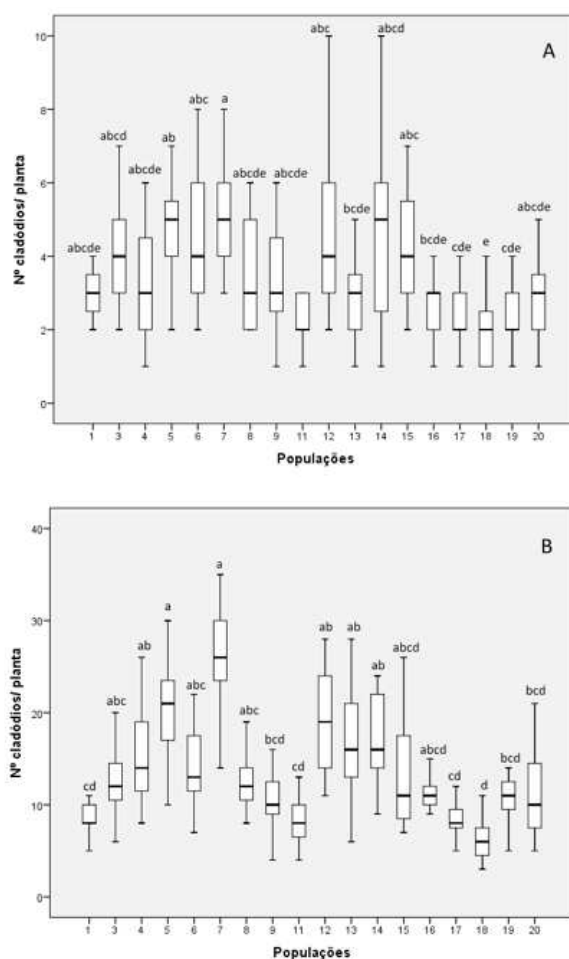 A
abc
abcd
10
abc
a
abcd
ab
abc
8
abcde
abcde
abcde
bcde
abcde
6
abcde
bcde
cde
e
cde
4
2
0
Nº cladódios/ planta
1 3 4 5 6 7 8 9 11 12 13 14 15 16 17 18 19 20
Populações
B
40
a
a
ab
ab
ab
abcd
30
abc
abc
abc
bcd
abcd
bcd
bcd
20
cd
cd
cd
d
10
0
Nº cladódios/ planta
1 3 4 5 6 7 8 9 11 12 13 14 15 16 17 18 19 20
Populações